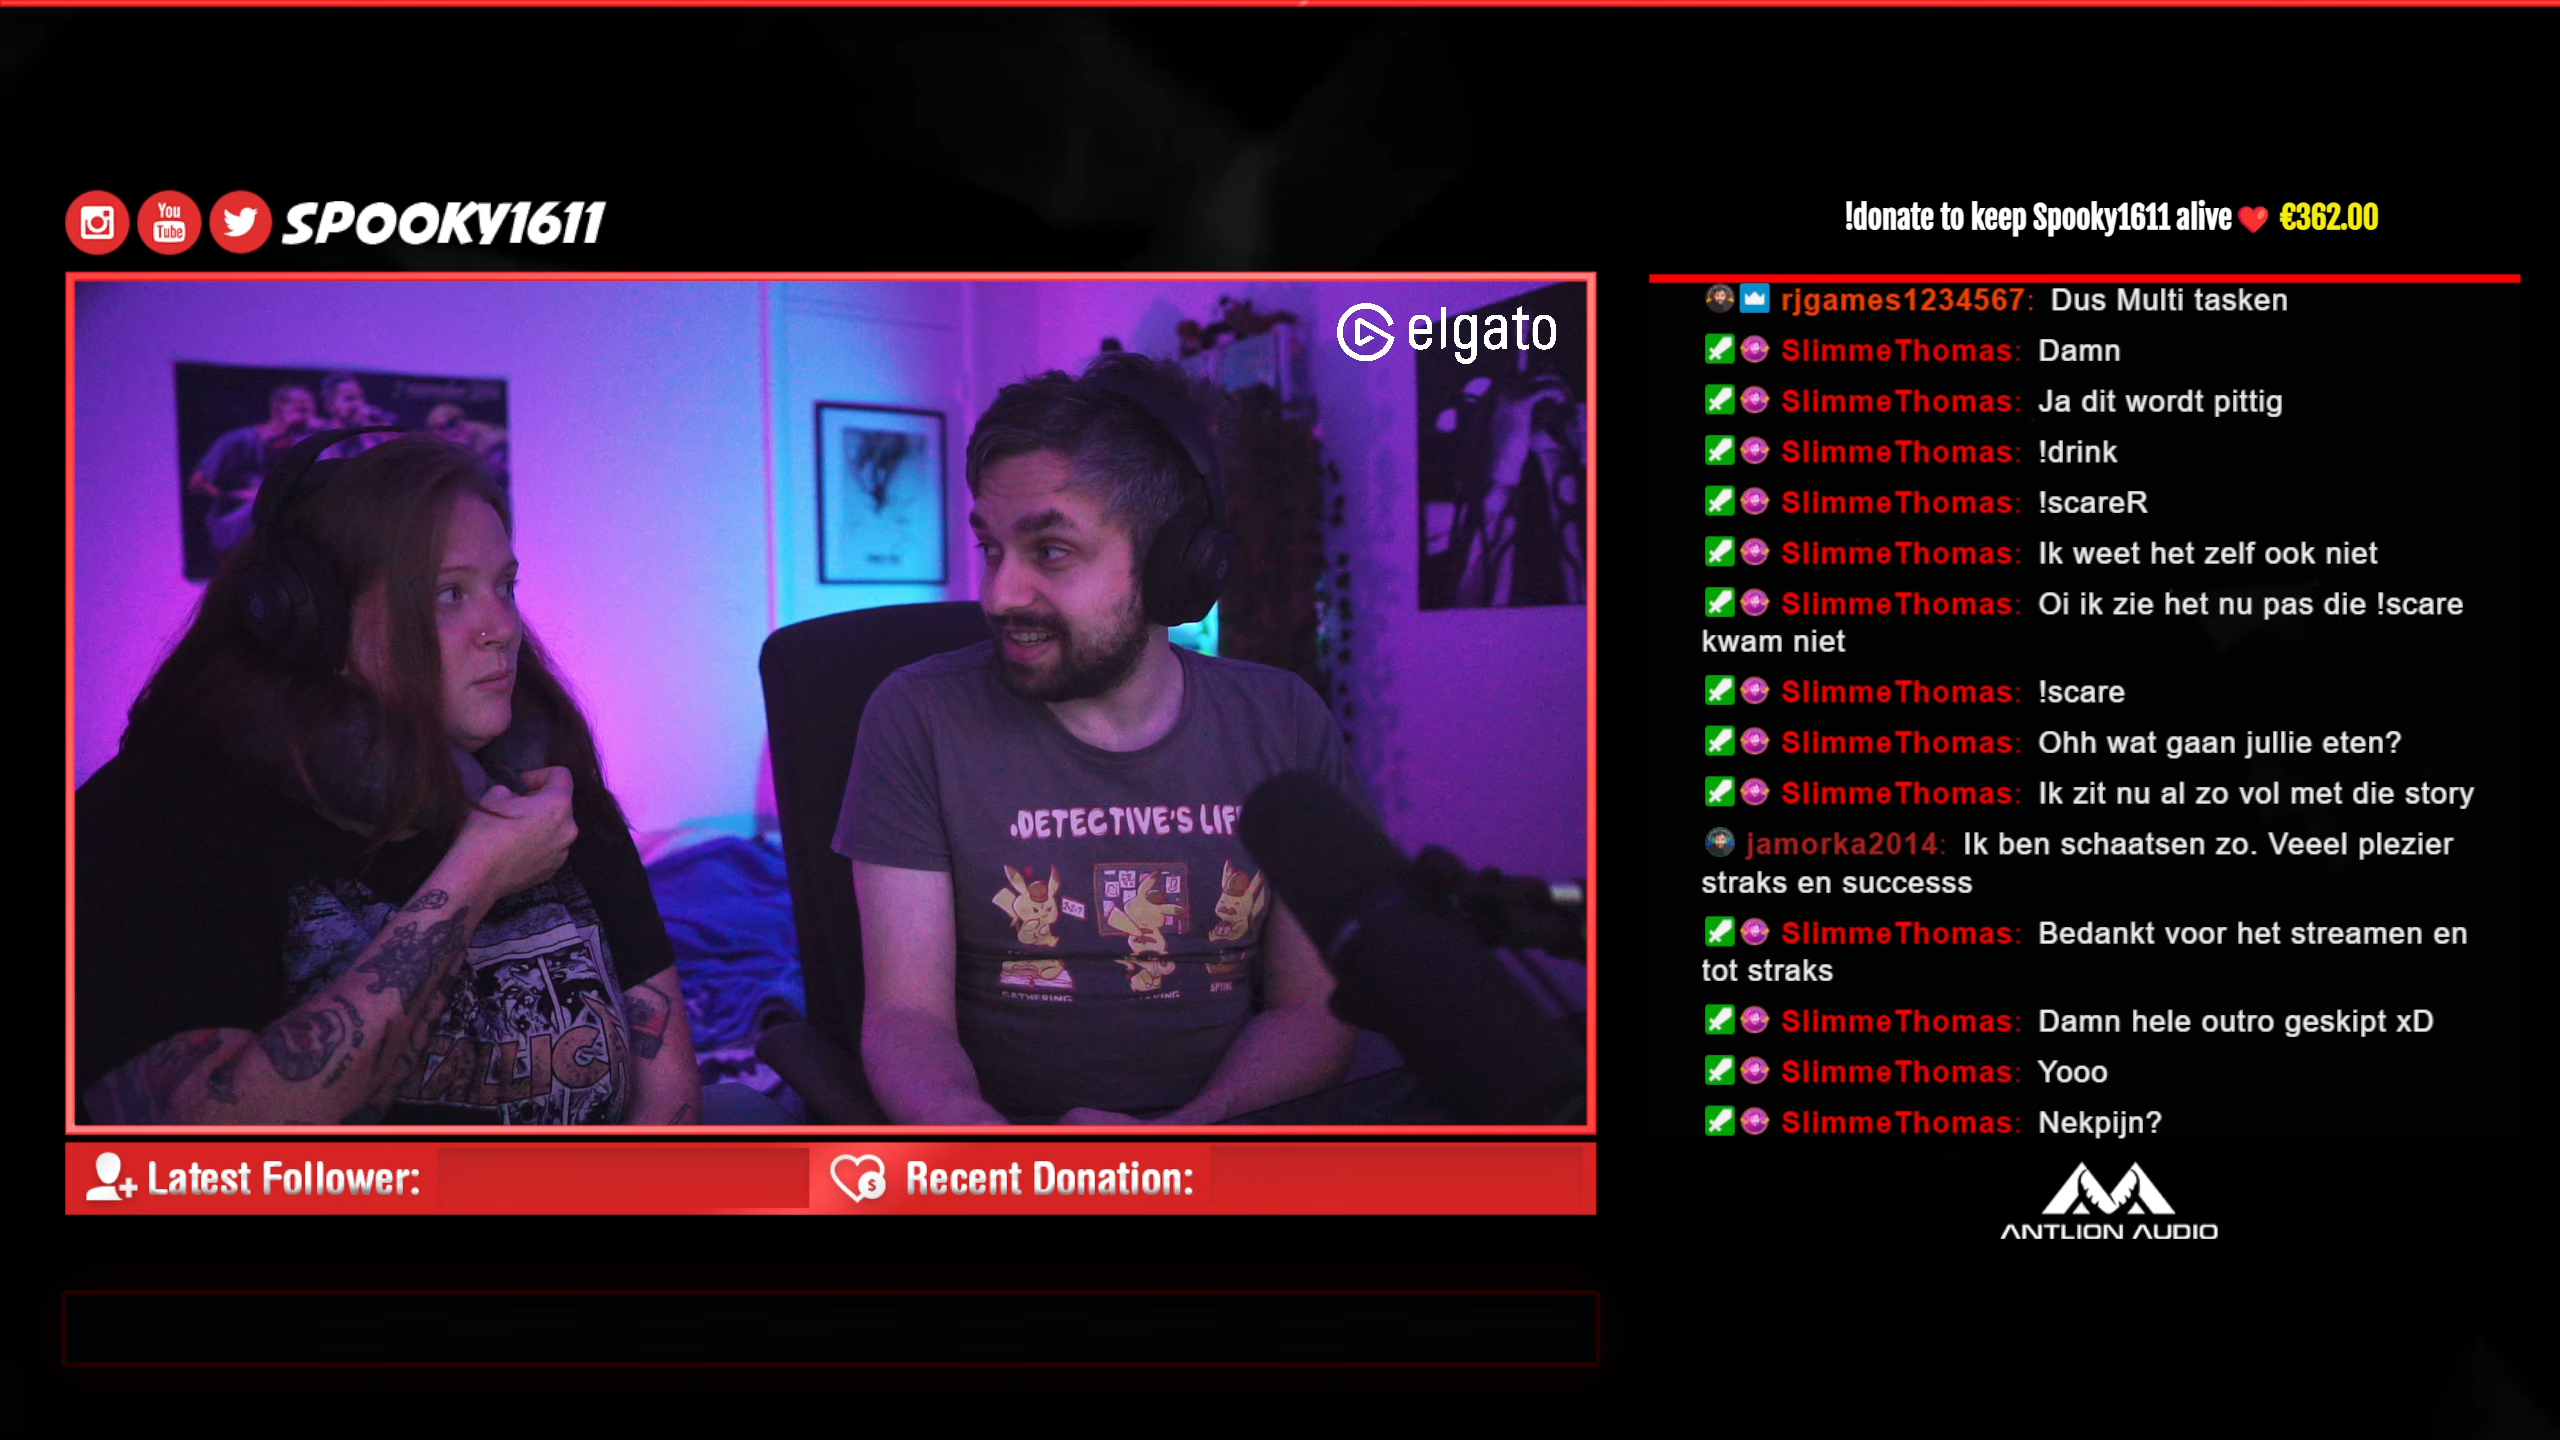 You
Tube
SPOOKY1611
!donate to keep Spooky1611 alive ❤ €362.00
elgato
DETECTIVE'S LIF
GATHERING
rjgames1234567: Dus Multi tasken
SlimmeThomas: Damn
SlimmeThomas: Ja dit wordt pittig
SlimmeThomas: !drink
SlimmeThomas: !scareR
SlimmeThomas: Ik weet het zelf ook niet
SlimmeThomas: Oi ik zie het nu pas die !scare
kwam niet
SlimmeThomas: !scare
SlimmeThomas: Ohh wat gaan jullie eten?
SlimmeThomas: Ik zit nu al zo vol met die story
jamorka2014: Ik ben schaatsen zo. Veeel plezier
straks en successs
SlimmeThomas: Bedankt voor het streamen en
tot straks
SlimmeThomas: Damn hele outro geskipt xD
SlimmeThomas: Yooo
SlimmeThomas: Nekpijn?
Latest Follower:
Recent Donation:
ANTLION AUDIO